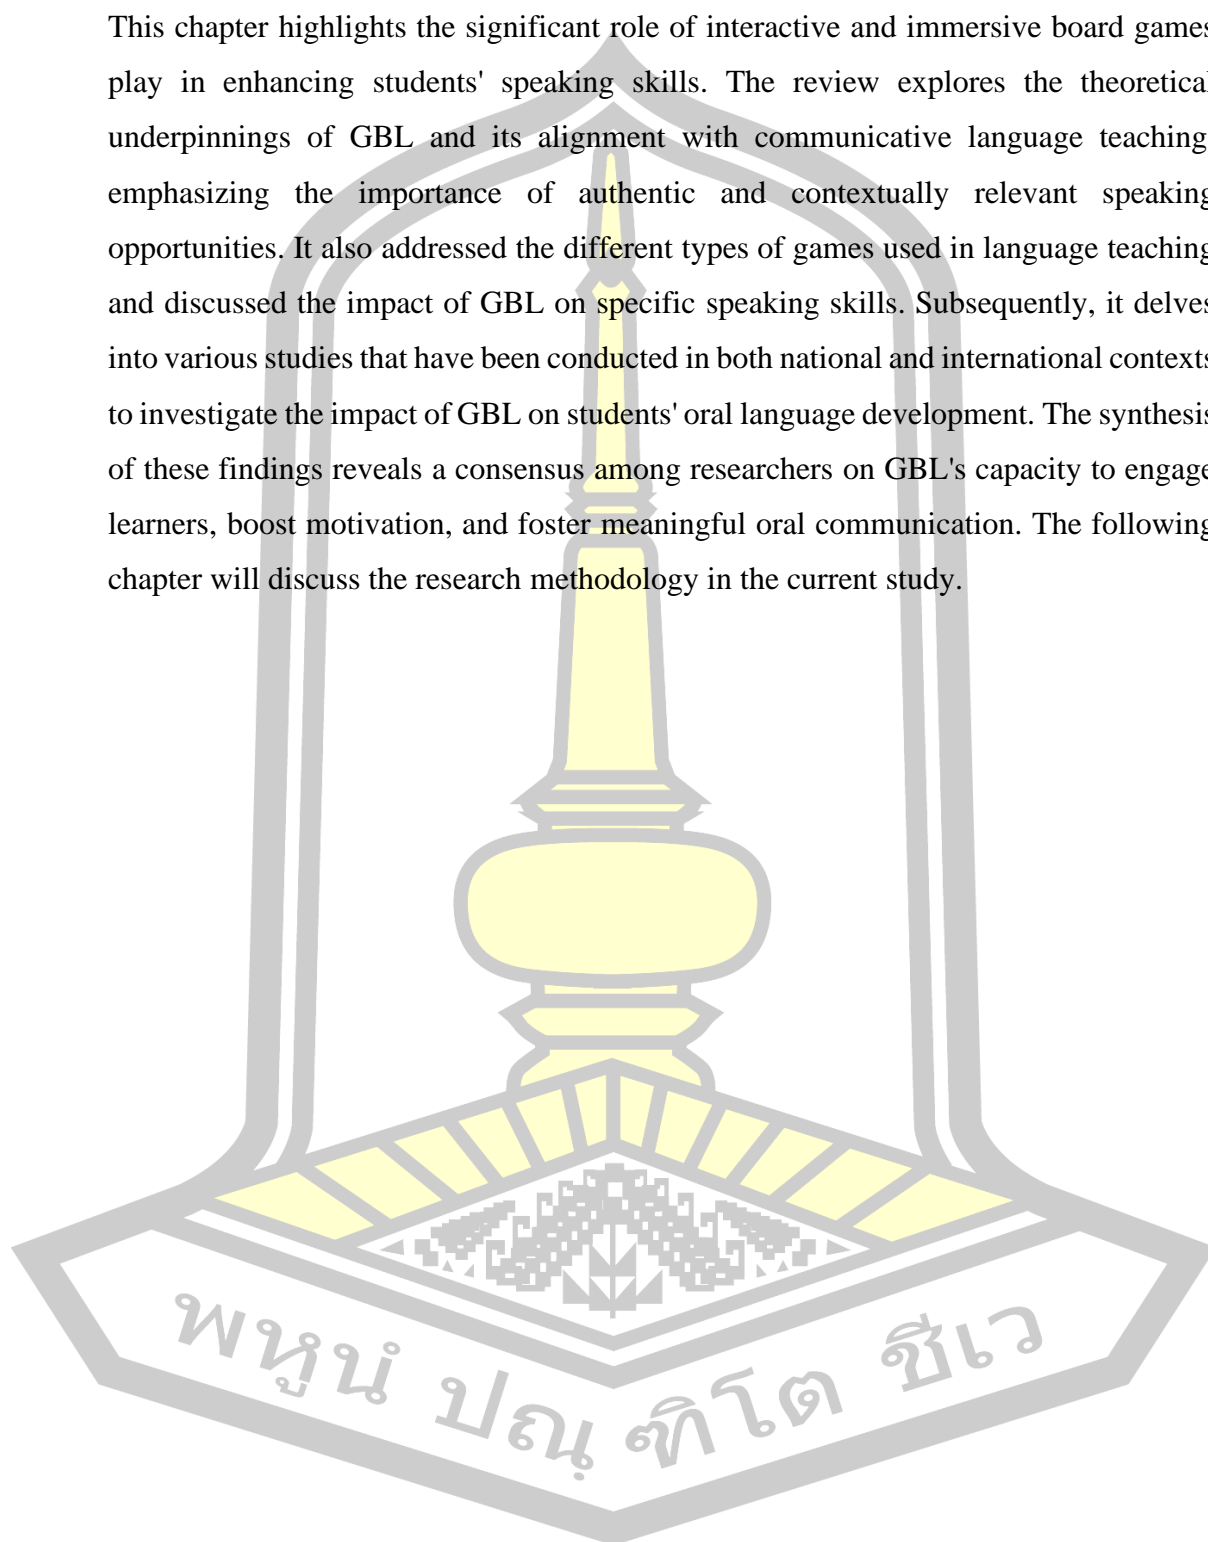 This chapter highlights the significant role of interactive and immersive board games
play in enhancing students' speaking skills. The review explores the theoretical
underpinnings of GBL and its alignment with communicative language teaching
emphasizing the importance of authentic and contextually relevant speaking
opportunities. It also addressed the different types of games used in language teaching
and discussed the impact of GBL on specific speaking skills. Subsequently, it delves
into various studies that have been conducted in both national and international contexts
to investigate the impact of GBL on students' oral language development. The synthesis
of these findings reveals a consensus among researchers on GBL's capacity to engage
learners, boost motivation, and foster meaningful oral communication. The following
chapter will discuss the research methodology in the current study.
พหูนํ ปณฺฑิโต ชีเว